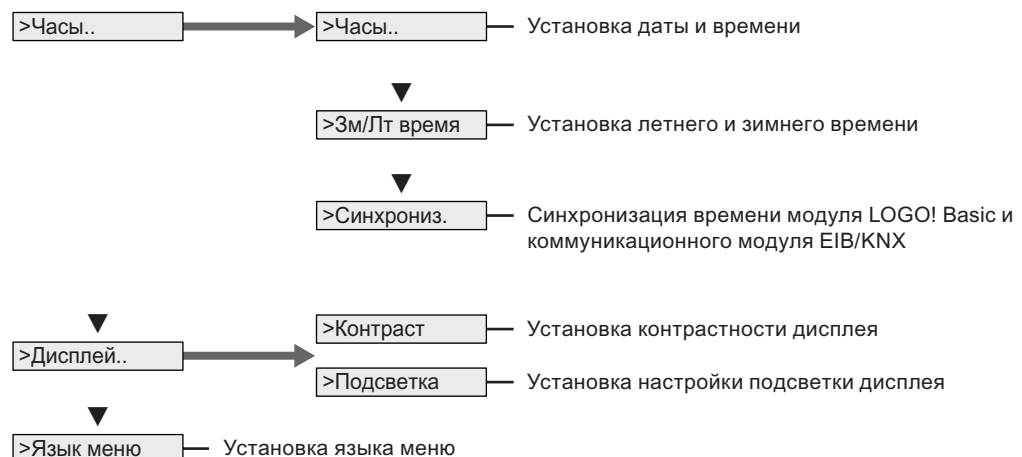 >Часы..
>Часы..
Установка даты и времени
>Зм/Лт время
Установка летнего и зимнего времени
>Синхрониз.
Синхронизация времени модуля LOGO! Basic и
коммуникационного модуля EIB/KNX
>Дисплей..
>Контраст
Установка контрастности дисплея
>Подсветка
Установка настройки подсветки дисплея
>Язык меню
Установка языка меню